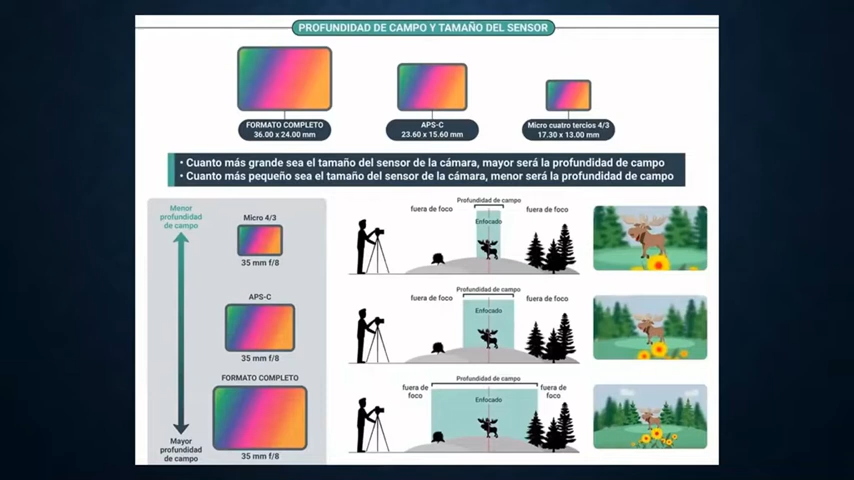 PROFUNDIDAD DE CAMPO Y TAMAÑO DEL SENSOR
FORMATO COMPLETO
36.00 x 24.00 mm
APS-C
23.60 x 15.60 mm
Micro cuatro tercios 4/3
17.30 x 13.00 mm
• Cuanto más grande sea el tamaño del sensor de la cámara, mayor será la profundidad de campo
• Cuanto más pequeño sea el tamaño del sensor de la cámara, menor será la profundidad de campo
Menor
profundidad
de campo
Micro 4/3
35 mm f/8
APS-C
35 mm f/8
FORMATO COMPLETO
35 mm f/8
Mayor
profundidad
de campo
Profundidad de campo
fuera de foco
fuera de foco
Enfocado
Profundidad de campo
fuera de foco
fuera de foco
Enfocado
Profundidad de campo
fuera de
foco
fuera de
foco
Enfocado